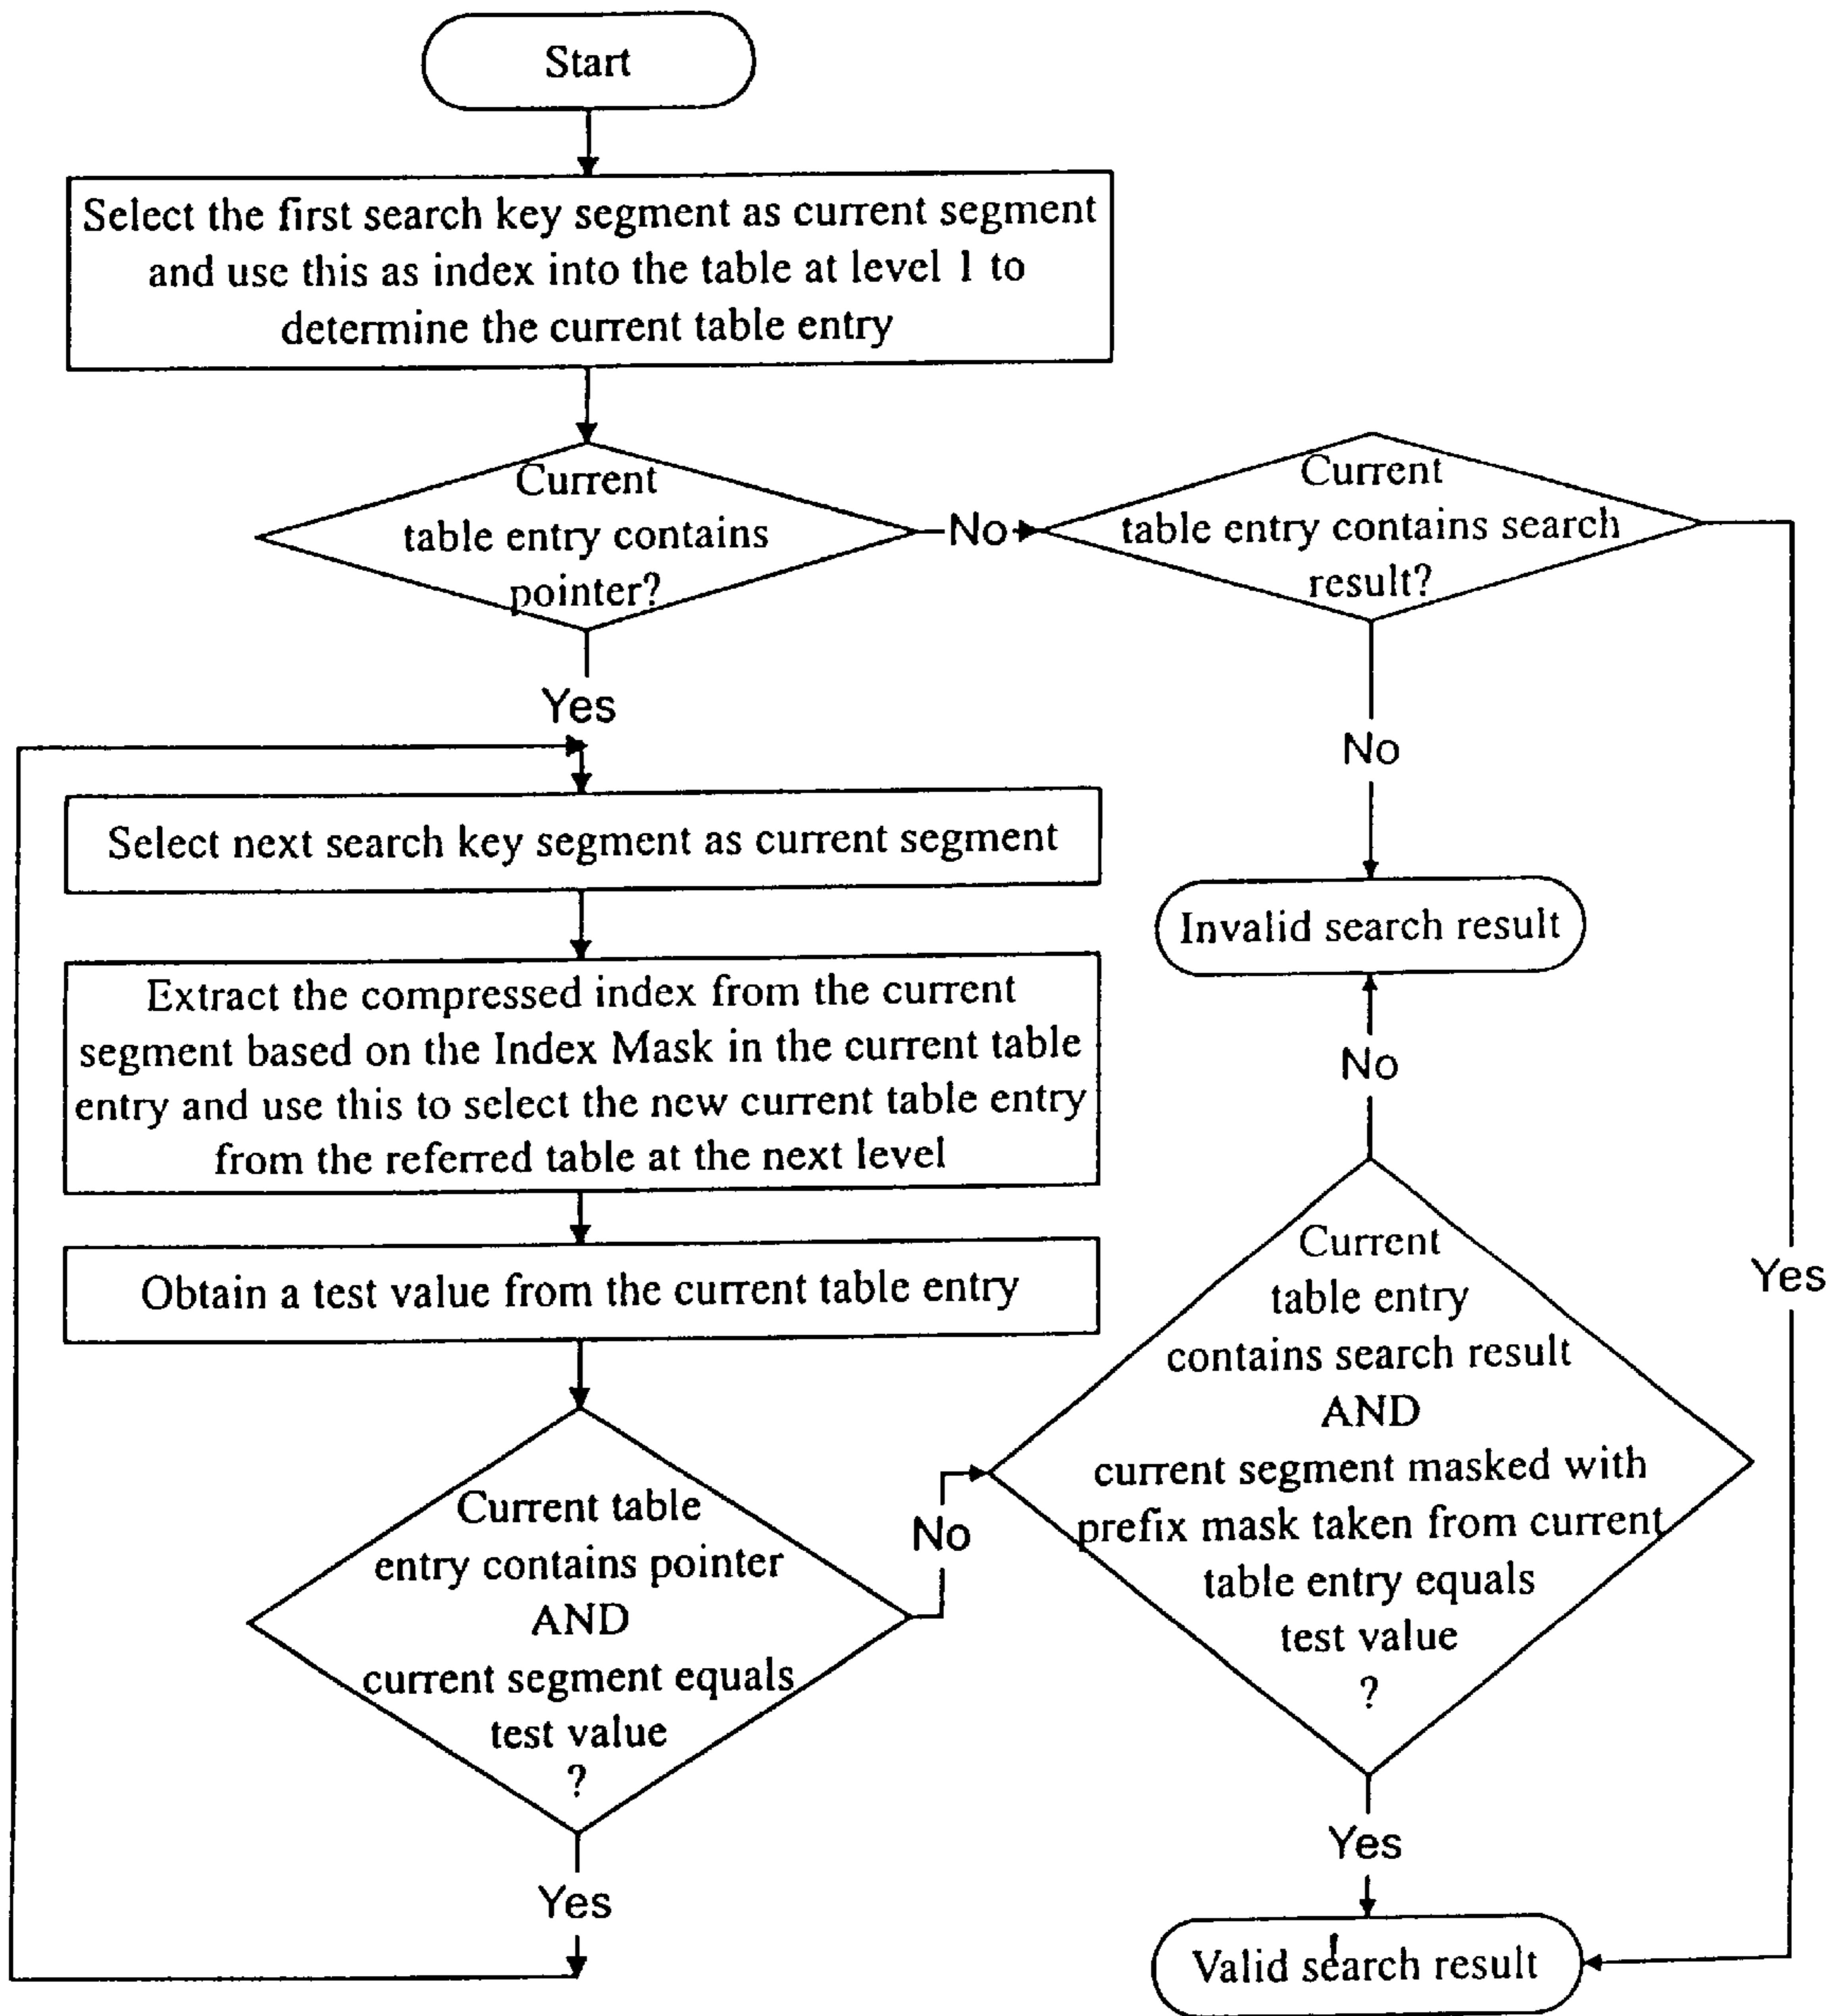 Start
Select the first search key segment as current segment
and use this as index into the table at level 1 to
determine the current table entry
Current
table entry contains
pointer?
No
Current
table entry contains search
result?
Yes
No
Select next search key segment as current segment
Invalid search result
Extract the compressed index from the current
segment based on the Index Mask in the current table
entry and use this to select the new current table entry
from the referred table at the next level
No
Obtain a test value from the current table entry
Current
table entry
contains search result
AND
current segment masked with
prefix mask taken from current
table entry equals
test value
?
Yes
Current table
entry contains pointer
AND
current segment equals
test value
?
No
Yes
Yes
Valid search result